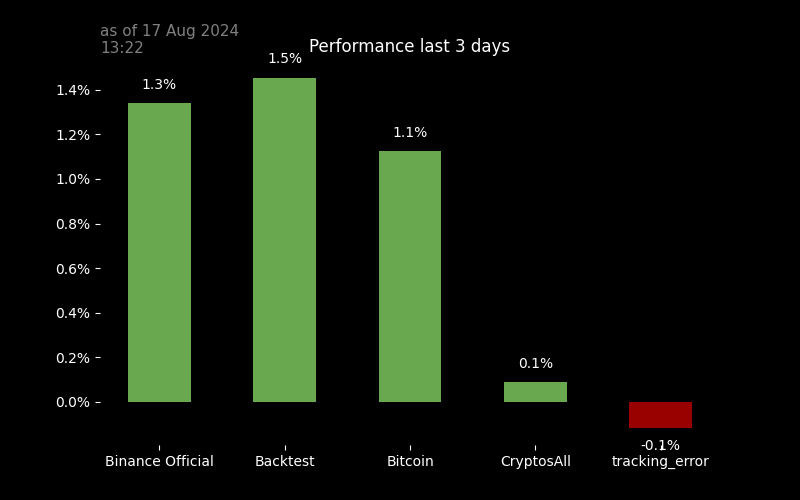 as of 17 Aug 2024
13:22
Performance last 3 days
1.3%
1.5%
1.1%
0.1%
-0.1%
1.4%
1.2%
1.0%
0.8%
0.6%
0.4%
0.2%
0.0%
Binance Official
Backtest
Bitcoin
CryptosAll
tracking_error